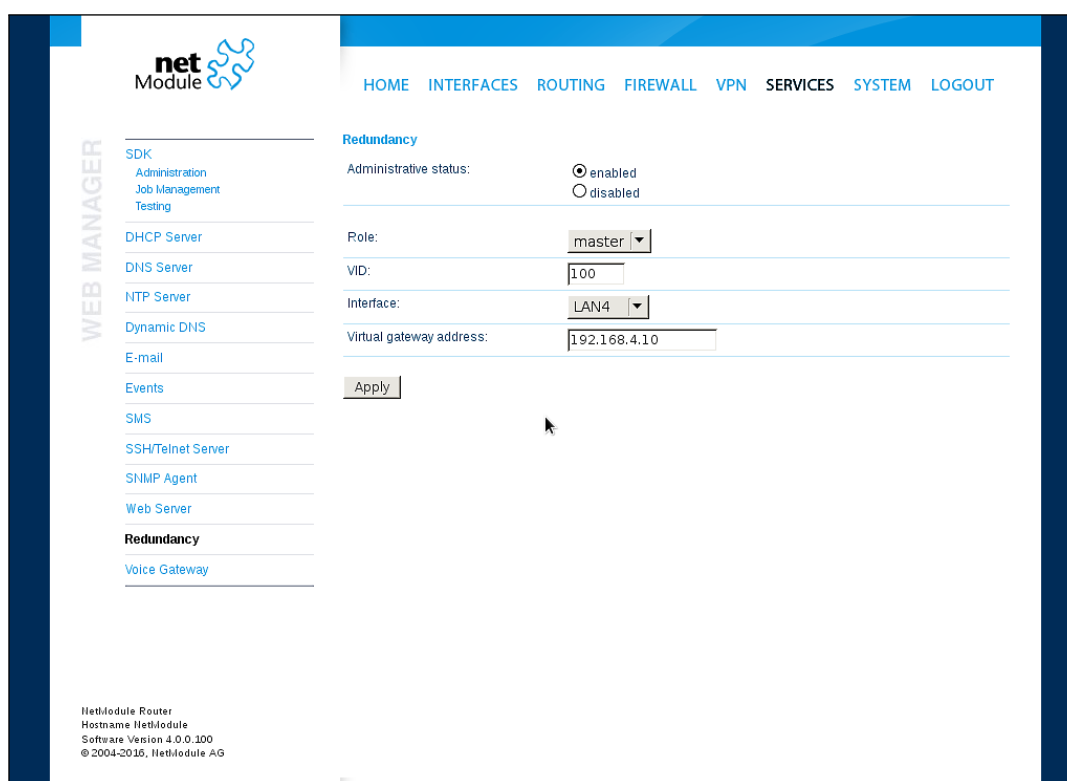 net
Module
HOME INTERFACES ROUTING FIREWALL VPN SERVICES SYSTEM LOGOUT
WEB MANAGER
SDK
Administration
Job Management
Testing
DHCP Server
DNS Server
NTP Server
Dynamic DNS
E-mail
Events
SMS
SSH/Telnet Server
SNMP Agent
Web Server
Redundancy
Voice Gateway
Redundancy
Administrative status:
enabled
disabled
Role:
master
VID:
100
Interface:
LAN4
Virtual gateway address:
192.168.4.10
Apply
NetModule Router
Hostname NetModule
Software Version 4.0.0.100
© 2004-2016, NetModule AG